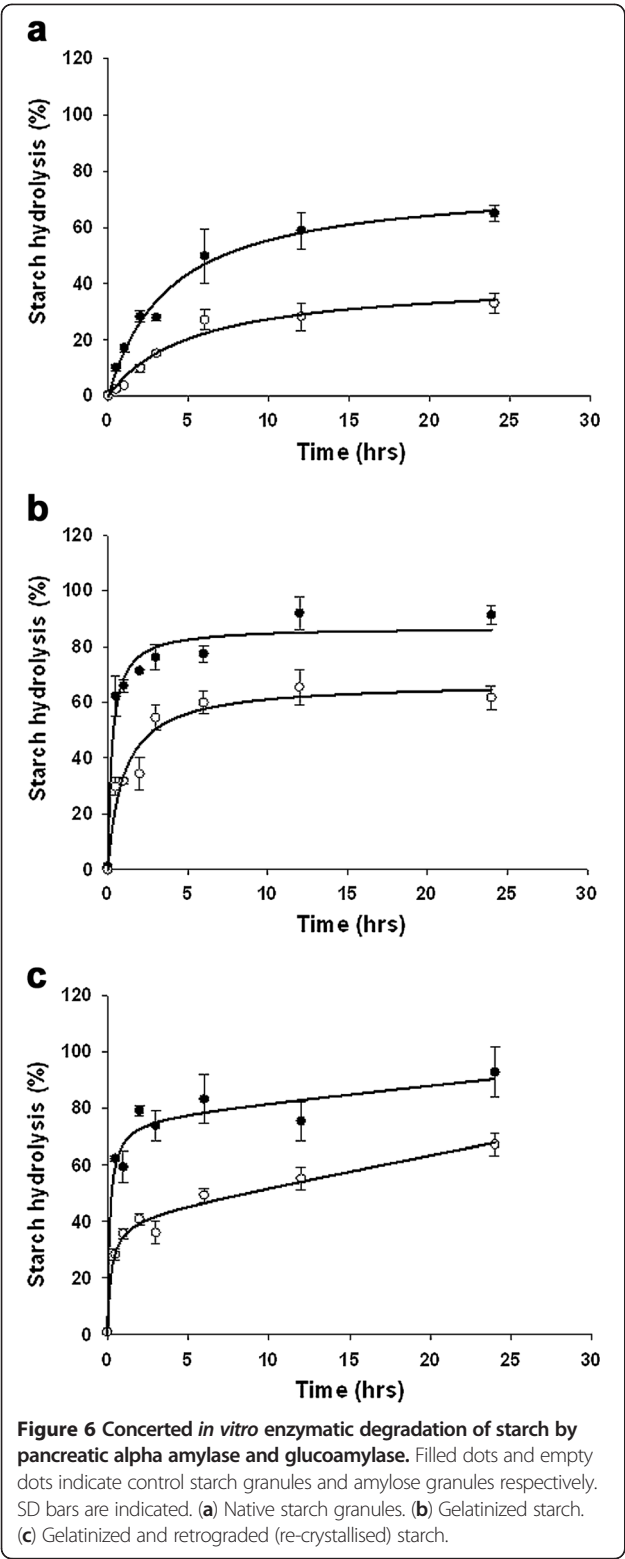 a
120
100
80
60
40
20
0
Starch hydrolysis (%)
0 5 10 15 20 25 30
Time (hrs)
b
120
100
80
60
40
20
0
Starch hydrolysis (%)
0 5 10 15 20 25 30
Time (hrs)
c
120
100
80
60
40
20
0
Starch hydrolysis (%)
0 5 10 15 20 25 30
Time (hrs)
Figure 6 Concerted in vitro enzymatic degradation of starch by
pancreatic alpha amylase and glucoamylase. Filled dots and empty
dots indicate control starch granules and amylose granules respectively.
SD bars are indicated. (a) Native starch granules. (b) Gelatinized starch.
(c) Gelatinized and retrograded (re-crystallised) starch.